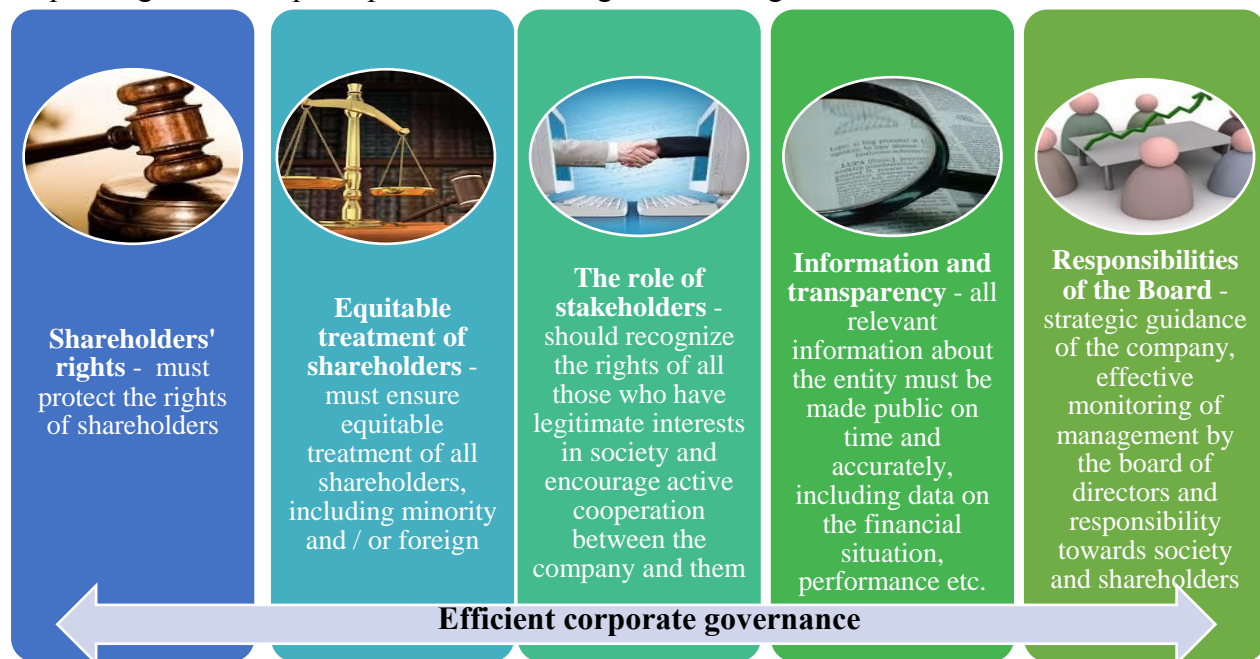 Shareholders'
rights -  must
protect the rights
of shareholders
Equitable
treatment of
shareholders -
must ensure
equitable
treatment of all
shareholders,
including minority
and / or foreign
The role of
stakeholders -
should recognize
the rights of all
those who have
legitimate interests
in society and
encourage active
cooperation
between the
company and them
Information and
transparency - all
relevant
information about
the entity must be
made public on
time and
accurately,
including data on
the financial
situation,
performance etc.
Responsibilities
of the Board -
strategic guidance
of the company,
effective
monitoring of
management by
the board of
directors and
responsibility
towards society
and shareholders
Efficient corporate governance